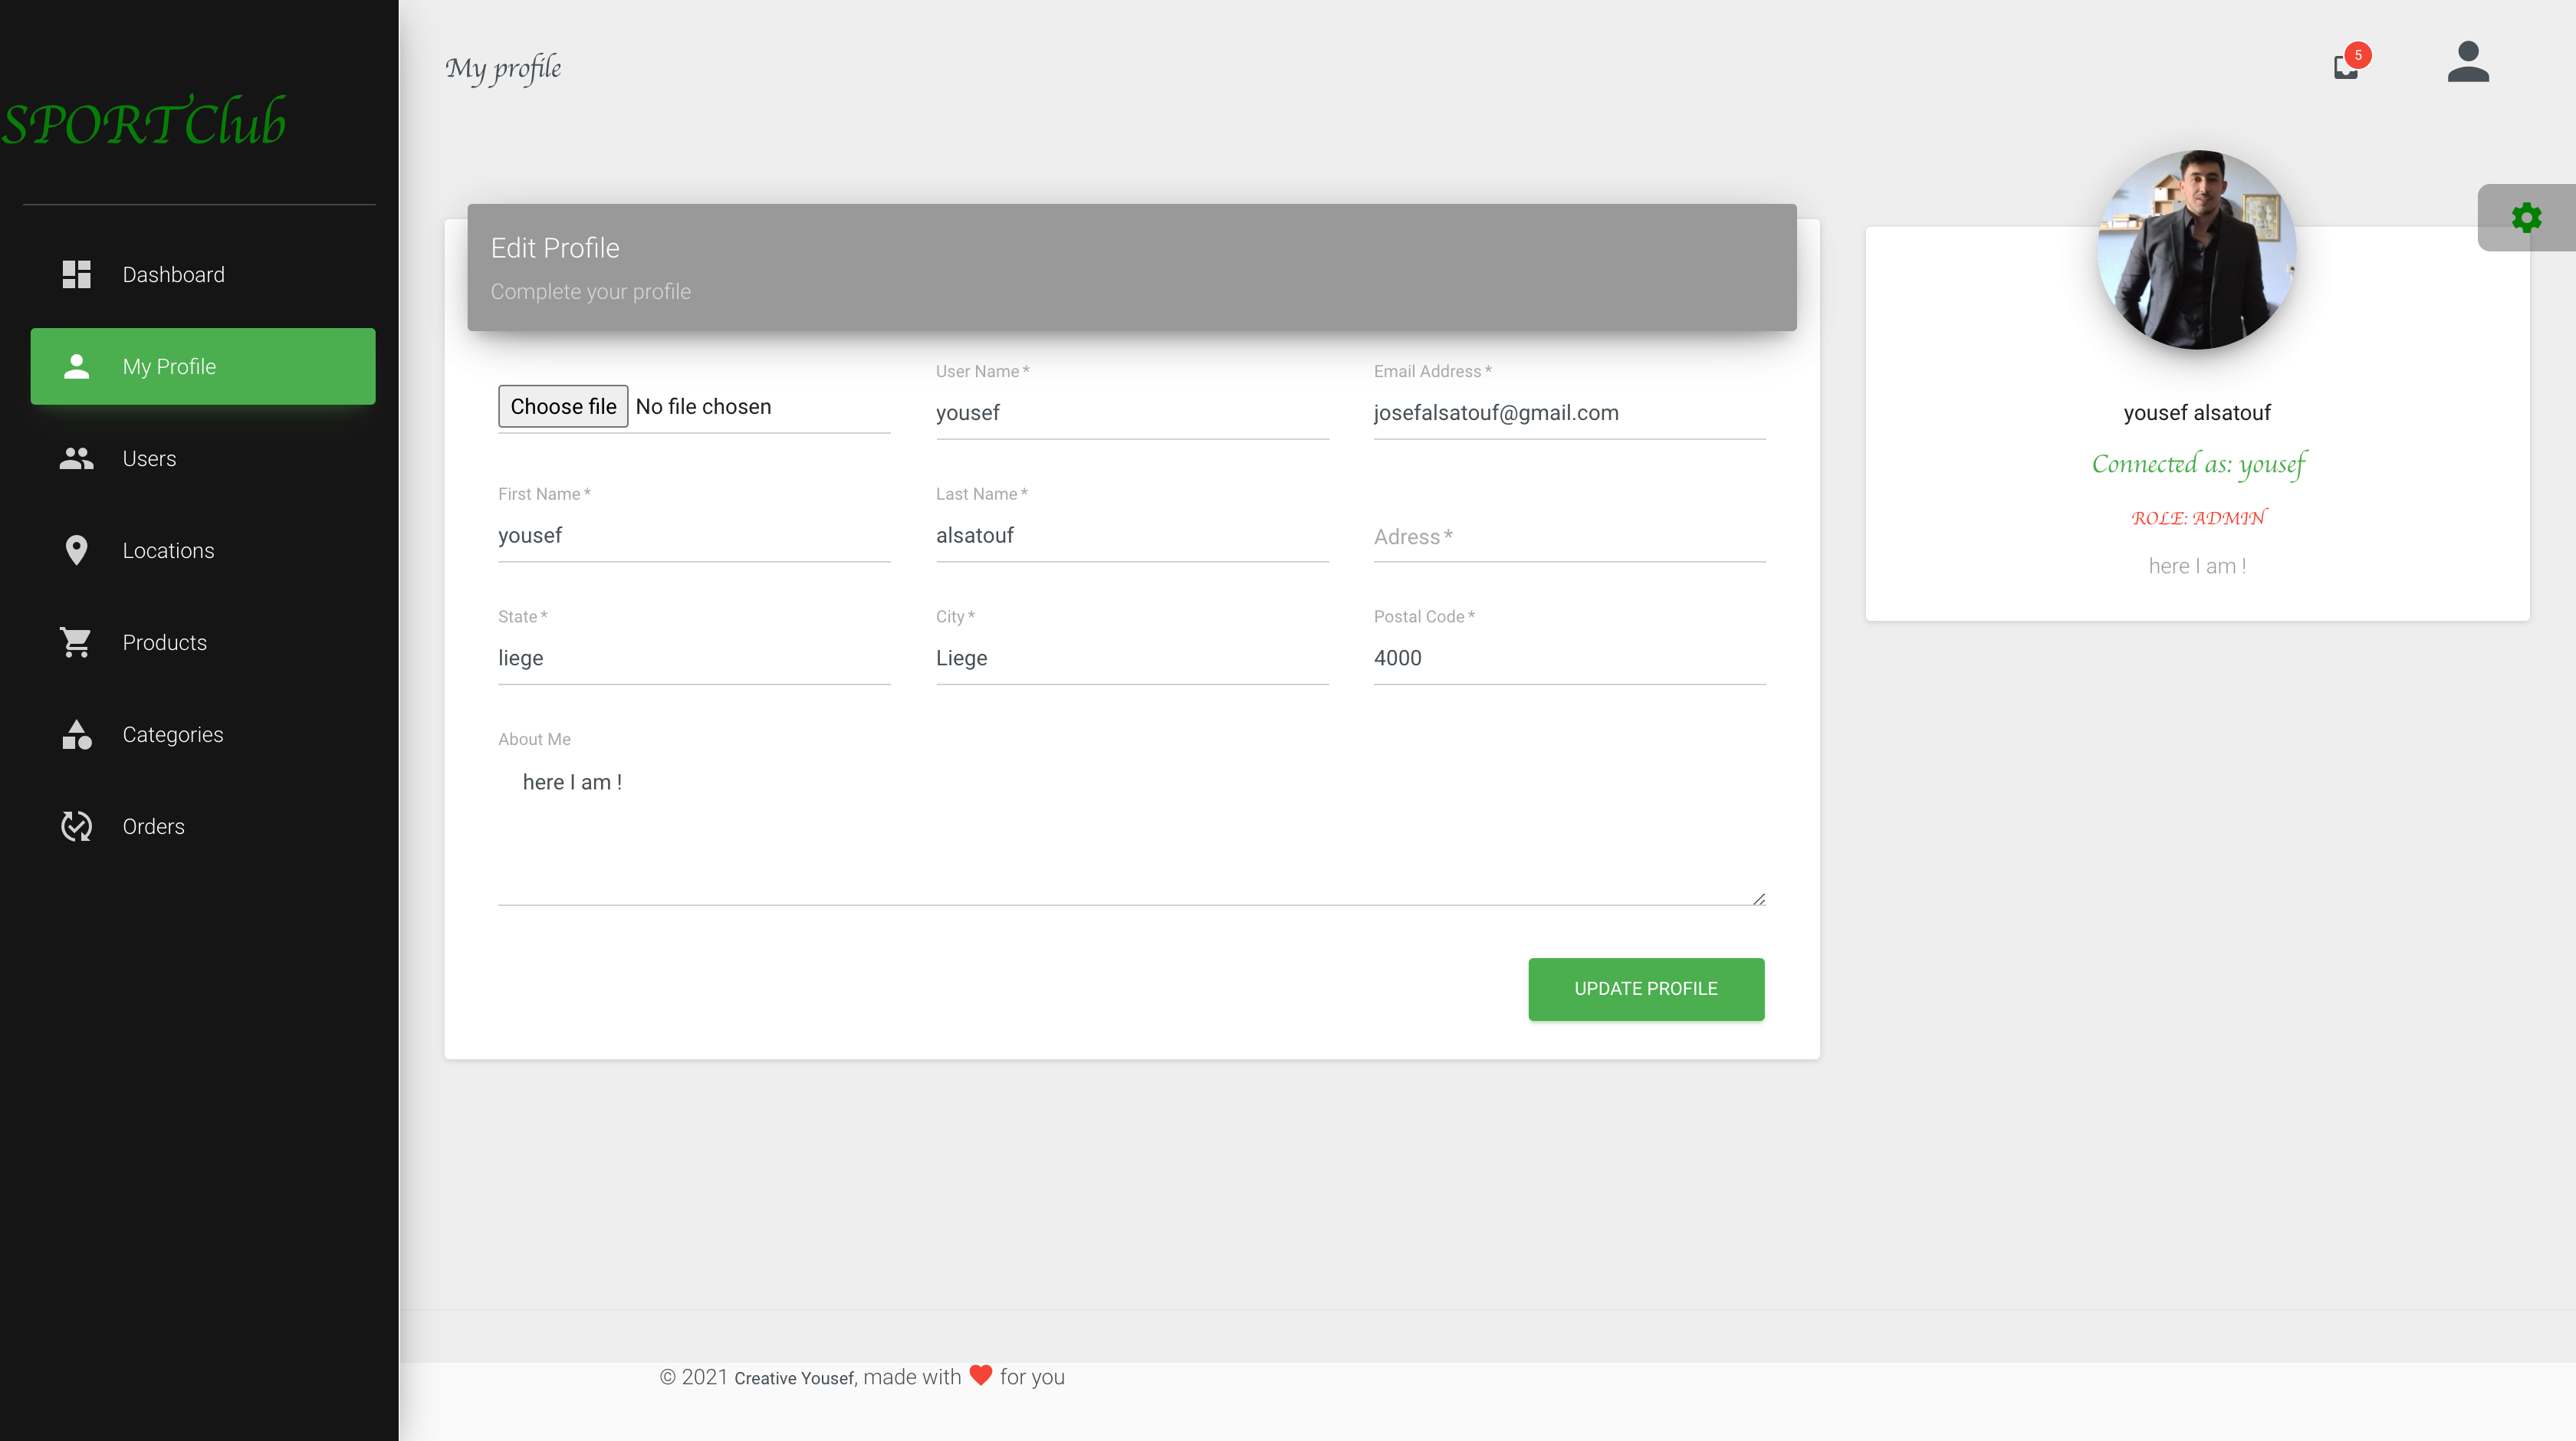 SPORTClub
Dashboard
My Profile
Users
Locations
Products
Categories
Orders
My profile
5
Edit Profile
Complete your profile
Choose file No file chosen
User Name *
yousef
Email Address *
josefalsatouf@gmail.com
First Name *
yousef
Last Name *
alsatouf
Adress *
State *
liege
City *
Liege
Postal Code *
4000
About Me
here I am !
UPDATE PROFILE
yousef alsatouf
Connected as: yousef
ROLE: ADMIN
here I am !
© 2021 Creative Yousef, made with ♥ for you